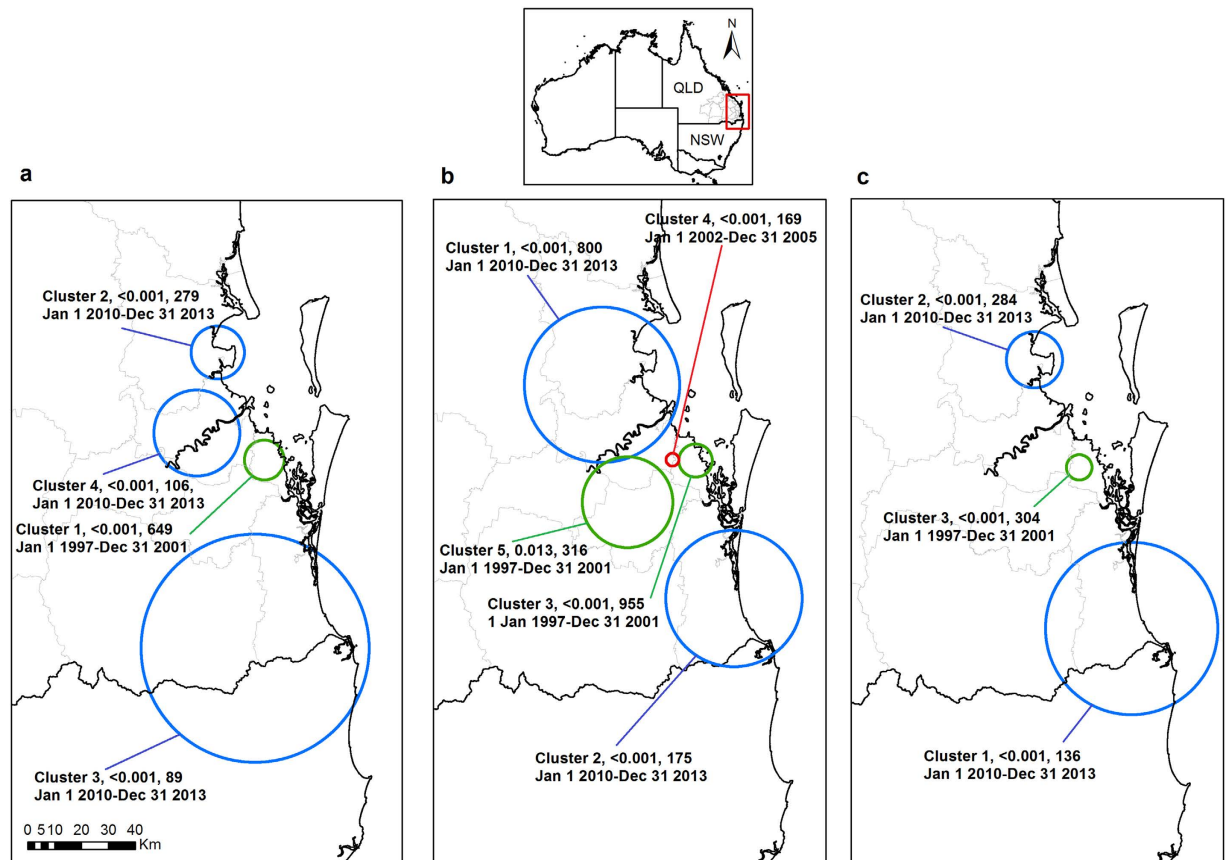 N
QLD
NSW
a
Cluster 2, <0.001, 279
Jan 1 2010-Dec 31 2013
Cluster 4, <0.001, 106,
Jan 1 2010-Dec 31 2013
Cluster 1, <0.001, 649
Jan 1 1997-Dec 31 2001
Cluster 3, <0.001, 89
Jan 1 2010-Dec 31 2013
0 5 10 20 30 40
Km
b
Cluster 4, <0.001, 169
Jan 1 2002-Dec 31 2005
Cluster 1, <0.001, 800
Jan 1 2010-Dec 31 2013
Cluster 5, 0.013, 316
Jan 1 1997-Dec 31 2001
Cluster 3, <0.001, 955
1 Jan 1997-Dec 31 2001
Cluster 2, <0.001, 175
Jan 1 2010-Dec 31 2013
c
Cluster 2, <0.001, 284
Jan 1 2010-Dec 31 2013
Cluster 3, <0.001, 304
Jan 1 1997-Dec 31 2001
Cluster 1, <0.001, 136
Jan 1 2010-Dec 31 2013